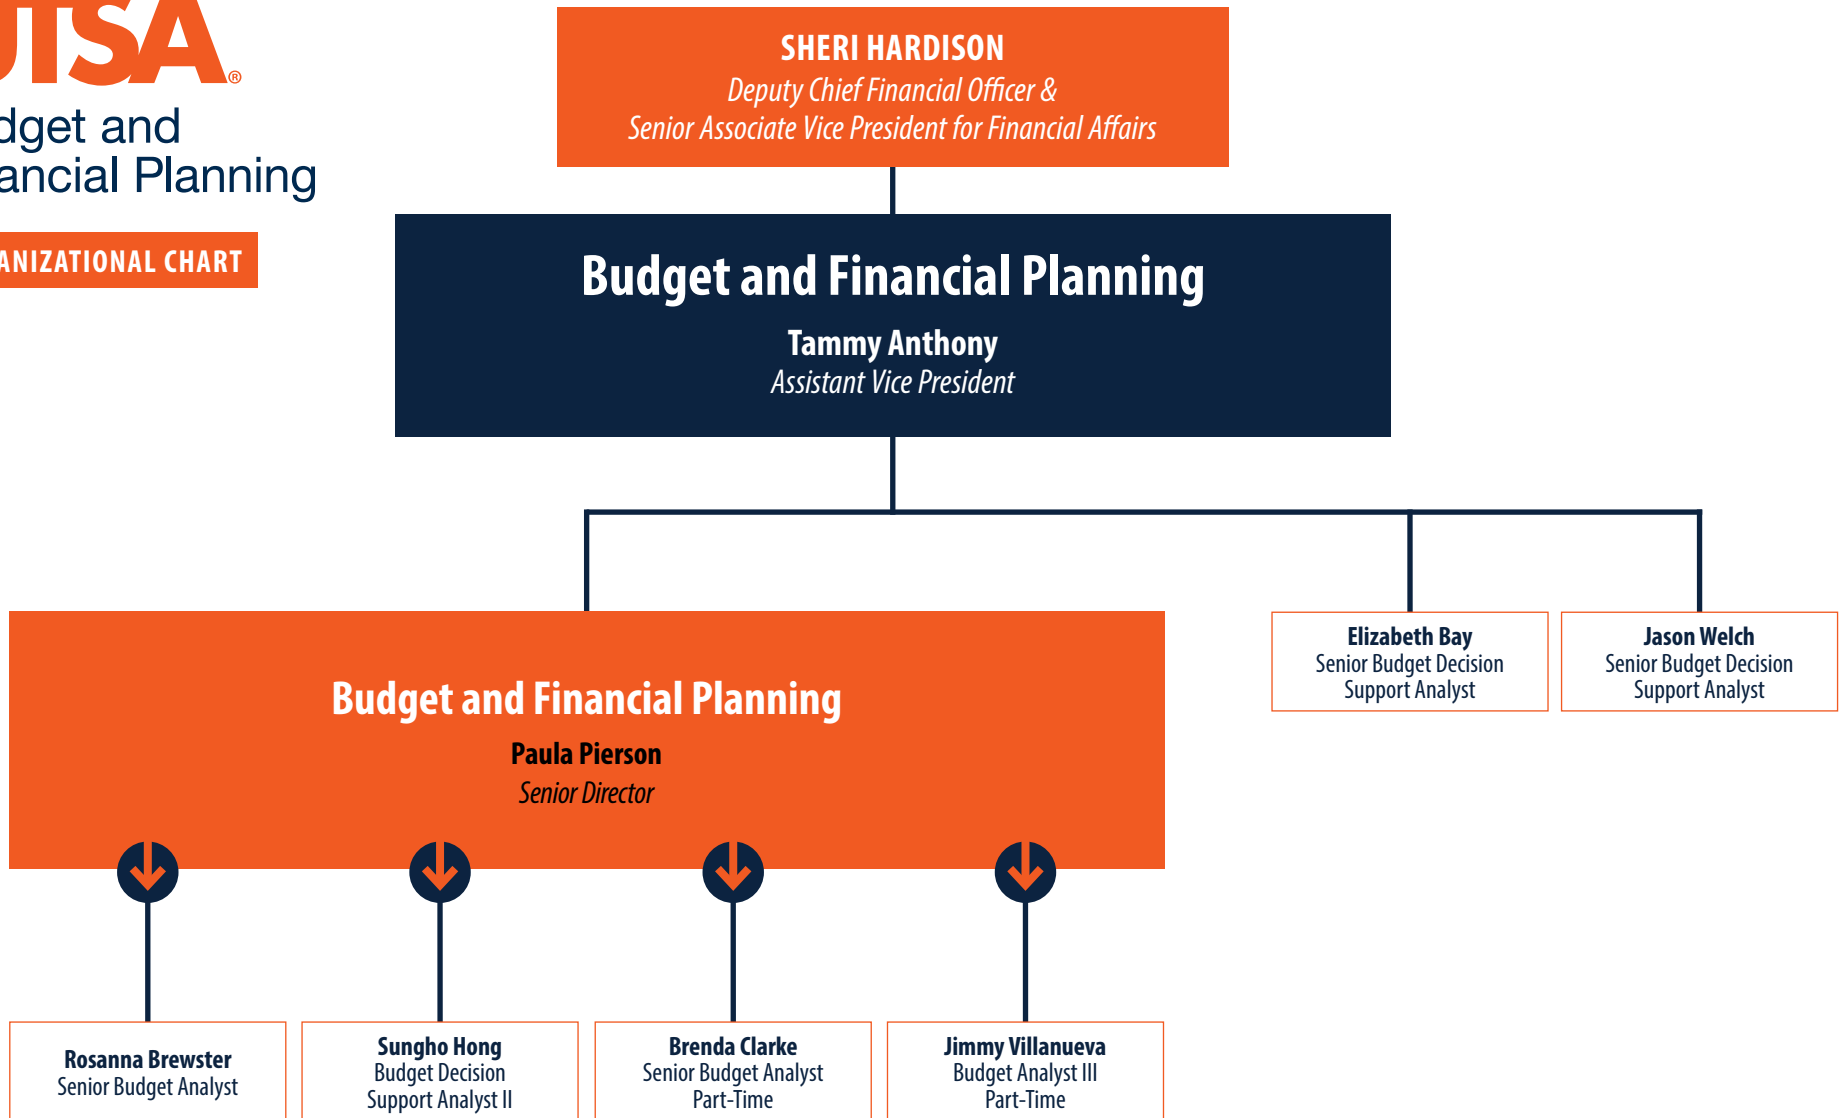 UTSA®
dget and
ancial Planning
ANIZATIONAL CHART
SHERI HARDISON
Deputy Chief Financial Officer &
Senior Associate Vice President for Financial Affairs
Budget and Financial Planning
Tammy Anthony
Assistant Vice President
Budget and Financial Planning
Paula Pierson
Senior Director
Elizabeth Bay
Senior Budget Decision
Support Analyst
Jason Welch
Senior Budget Decision
Support Analyst
Rosanna Brewster
Senior Budget Analyst
Sungho Hong
Budget Decision
Support Analyst II
Brenda Clarke
Senior Budget Analyst
Part-Time
Jimmy Villanueva
Budget Analyst III
Part-Time